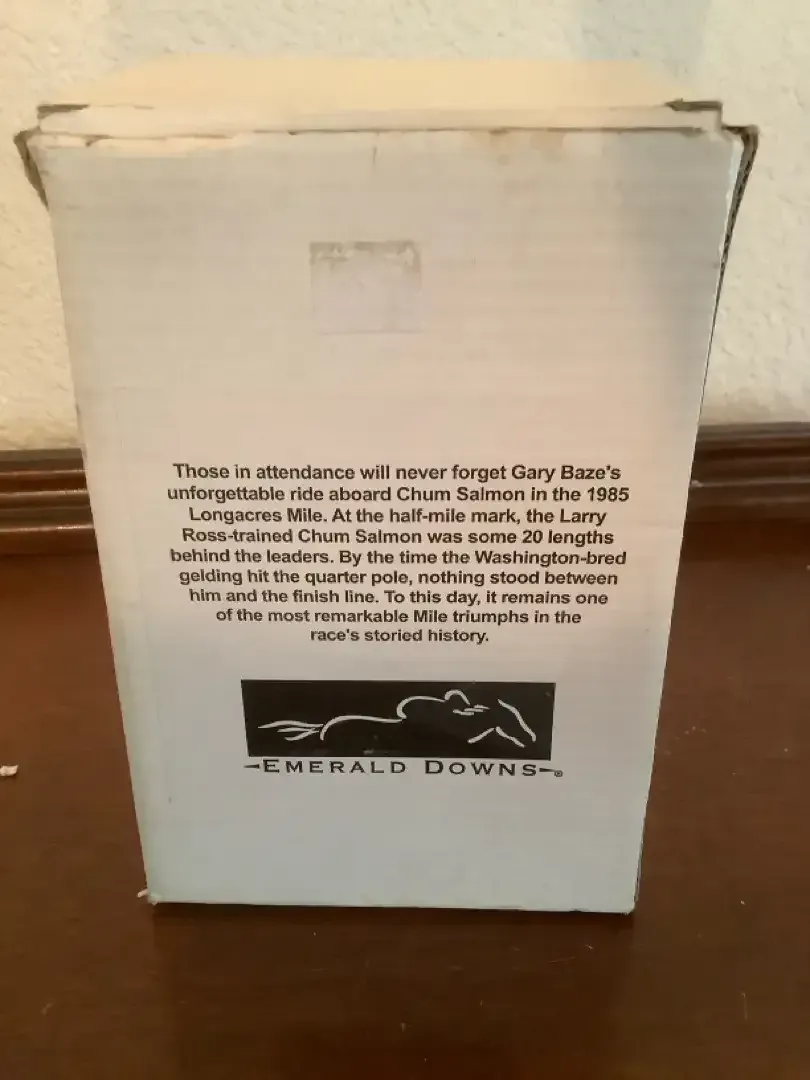 Those in attendance will never forget Gary Baze's
unforgettable ride aboard Chum Salmon in the 1985
Longacres Mile. At the half-mile mark, the Larry
Ross-trained Chum Salmon was some 20 lengths
behind the leaders. By the time the Washington-bred
gelding hit the quarter pole, nothing stood between
him and the finish line. To this day, it remains one
of the most remarkable Mile triumphs in the
race's storied history.
EMERALD DOWNS®